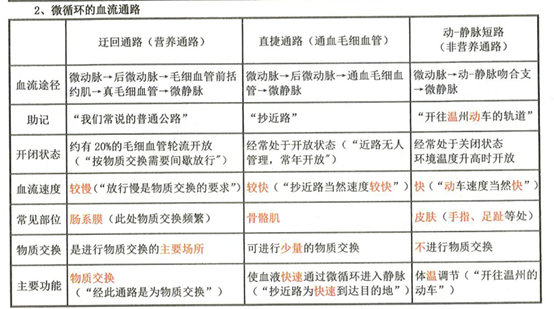 2、微循环的血流通路
迂回通路（营养通路）
直捷通路（通血毛细血管）
动-静脉短路
（非营养通路）
血流途径
微动脉→后微动脉→毛细血管前括
约肌→真毛细血管→微静脉
微动脉→后微动脉→通血毛细血
管→微静脉
微动脉→动-静脉吻合支
→微静脉
助记
“我们常说的普通公路”
“抄近路”
“开往温州动车的轨道”
开闭状态
约有 20%的毛细血管轮流开放
（“按物质交换需要间歇放行”）
经常处于开放状态（“近路无人
管理，常年开放”）
经常处于关闭状态
环境温度升高时开放
血流速度
较慢（“放行慢是物质交换的要求”）
较快（“抄近路当然速度较快”）
快（“动车速度当然快”）
常见部位
肠系膜（此处物质交换频繁）
骨骼肌
皮肤（手指、足趾等处）
物质交换
是进行物质交换的主要场所
可进行少量的物质交换
不进行物质交换
主要功能
物质交换
（“经此通路是为物质交换”）
使血液快速通过微循环进入静脉
（“抄近路为快速到达目的地”）
体温调节（“开往温州的
动车”）